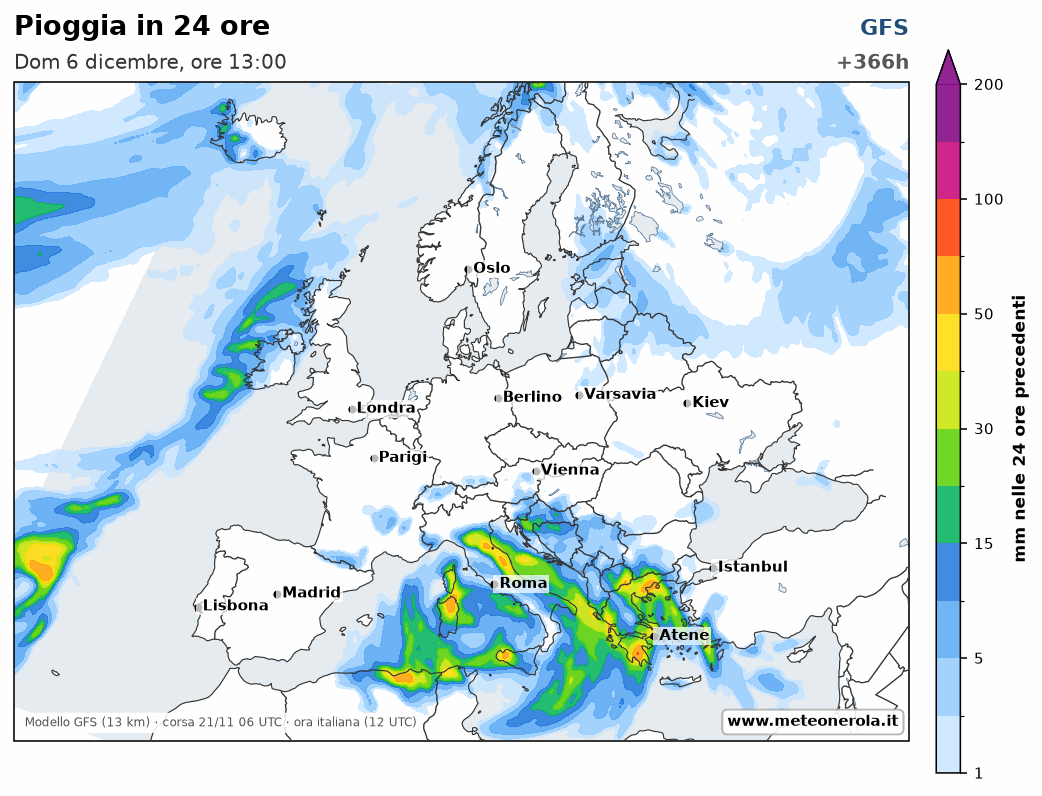 Pioggia in 24 ore
GFS
Dom 6 dicembre, ore 13:00
+366h
Oslo
Berlino
Varsavia
Kiev
Londra
Parigi
Vienna
Istanbul
Roma
Madrid
Lisbona
Atene
Modello GFS (13 km) · corsa 21/11 06 UTC · ora italiana (12 UTC)
www.meteonerola.it
200
100
50
30
15
5
1
mm nelle 24 ore precedenti